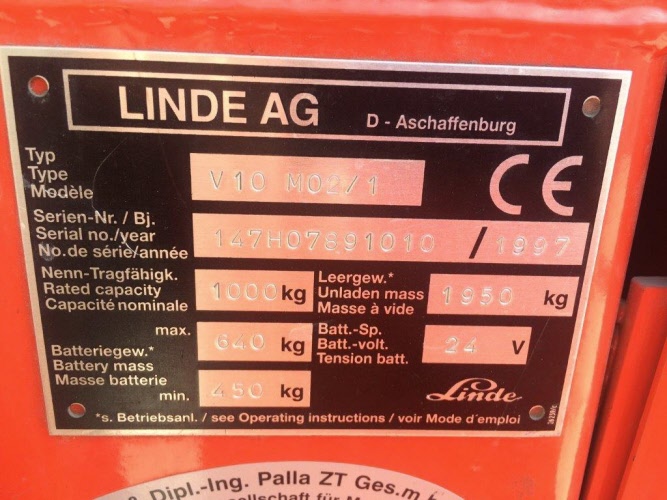 LINDE AG D - Aschaffenburg
Typ
Type
Modèle
V10 M02/1
CE
Serien-Nr. / Bj.
Serial no./year
No.de série/année
147H07891010 / 1997
Nenn-Tragfähigk.
Rated capacity
Capacité nominale
1000 kg
Leergew.*
Unladen mass
Masse à vide
1950 kg
max.
640 kg
Batteriegew.*
Battery mass
Masse batterie
min.
450 kg
Batt.-Sp.
Batt.-volt.
Tension batt.
24 V
Linde
*s. Betriebsanl. / see Operating instructions / voir Mode d'emploi
Dipl.-Ing. Palla ZT Ges.m.
für